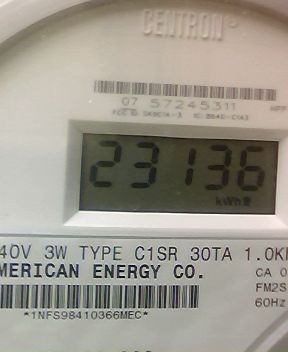 CENTRON
07 57245311
23136
kWh
40V 3W TYPE C1SR 30TA 1.0K
MERICAN ENERGY CO.
CA 0
FM2S
60Hz
*1NFS98410366MEC*